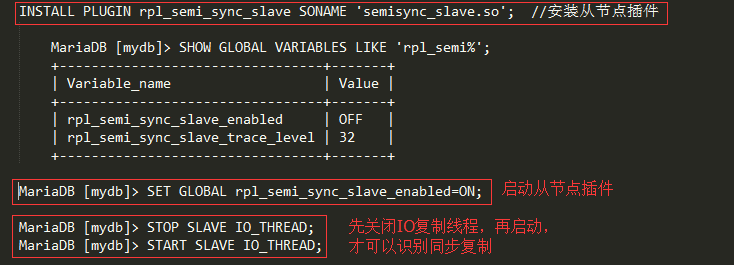 INSTALL PLUGIN rpl_semi_sync_slave SONAME 'semisync_slave.so';  //安装从节点插件
MariaDB [mydb]> SHOW GLOBAL VARIABLES LIKE 'rpl_semi%';
+---------------------------------+-------+
| Variable_name                   | Value |
+---------------------------------+-------+
| rpl_semi_sync_slave_enabled     | OFF   |
| rpl_semi_sync_slave_trace_level | 32    |
+---------------------------------+-------+
MariaDB [mydb]> SET GLOBAL rpl_semi_sync_slave_enabled=ON; 启动从节点插件
MariaDB [mydb]> STOP SLAVE IO_THREAD; 先关闭IO复制线程，再启动，
MariaDB [mydb]> START SLAVE IO_THREAD; 才可以识别同步复制